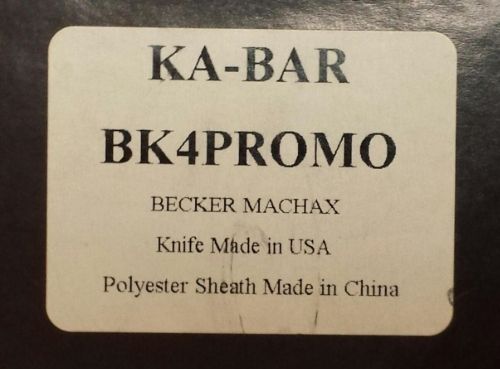 KA-BAR
BK4PROMO
BECKER MACHAX
Knife Made in USA
Polyester Sheath Made in China